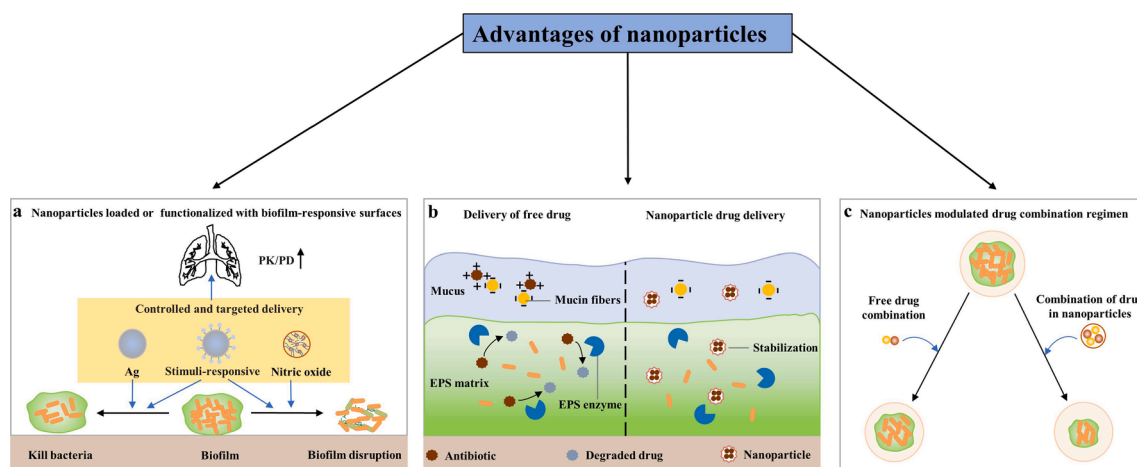 Advantages of nanoparticles
a Nanoparticles loaded or functionalized with biofilm-responsive surfaces
PK/PD
Controlled and targeted delivery
Ag
Stimuli-responsive
Nitric oxide
Kill bacteria
Biofilm
Biofilm disruption
b
Delivery of free drug
Nanoparticle drug delivery
Mucus
Mucin fibers
Stabilization
EPS matrix
EPS enzyme
Antibiotic
Degraded drug
Nanoparticle
c Nanoparticles modulated drug combination regimen
Free drug
combination
Combination of drug
in nanoparticles